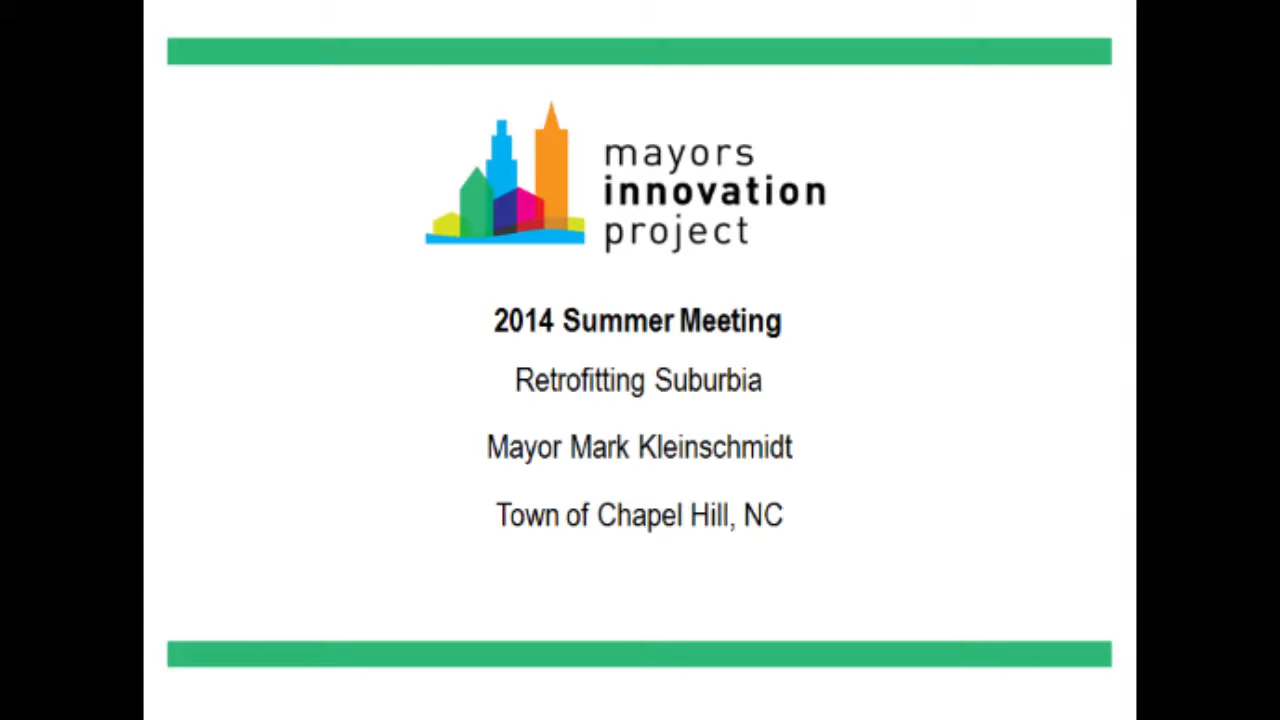 mayors
innovation
project
2014 Summer Meeting
Retrofitting Suburbia
Mayor Mark Kleinschmidt
Town of Chapel Hill, NC